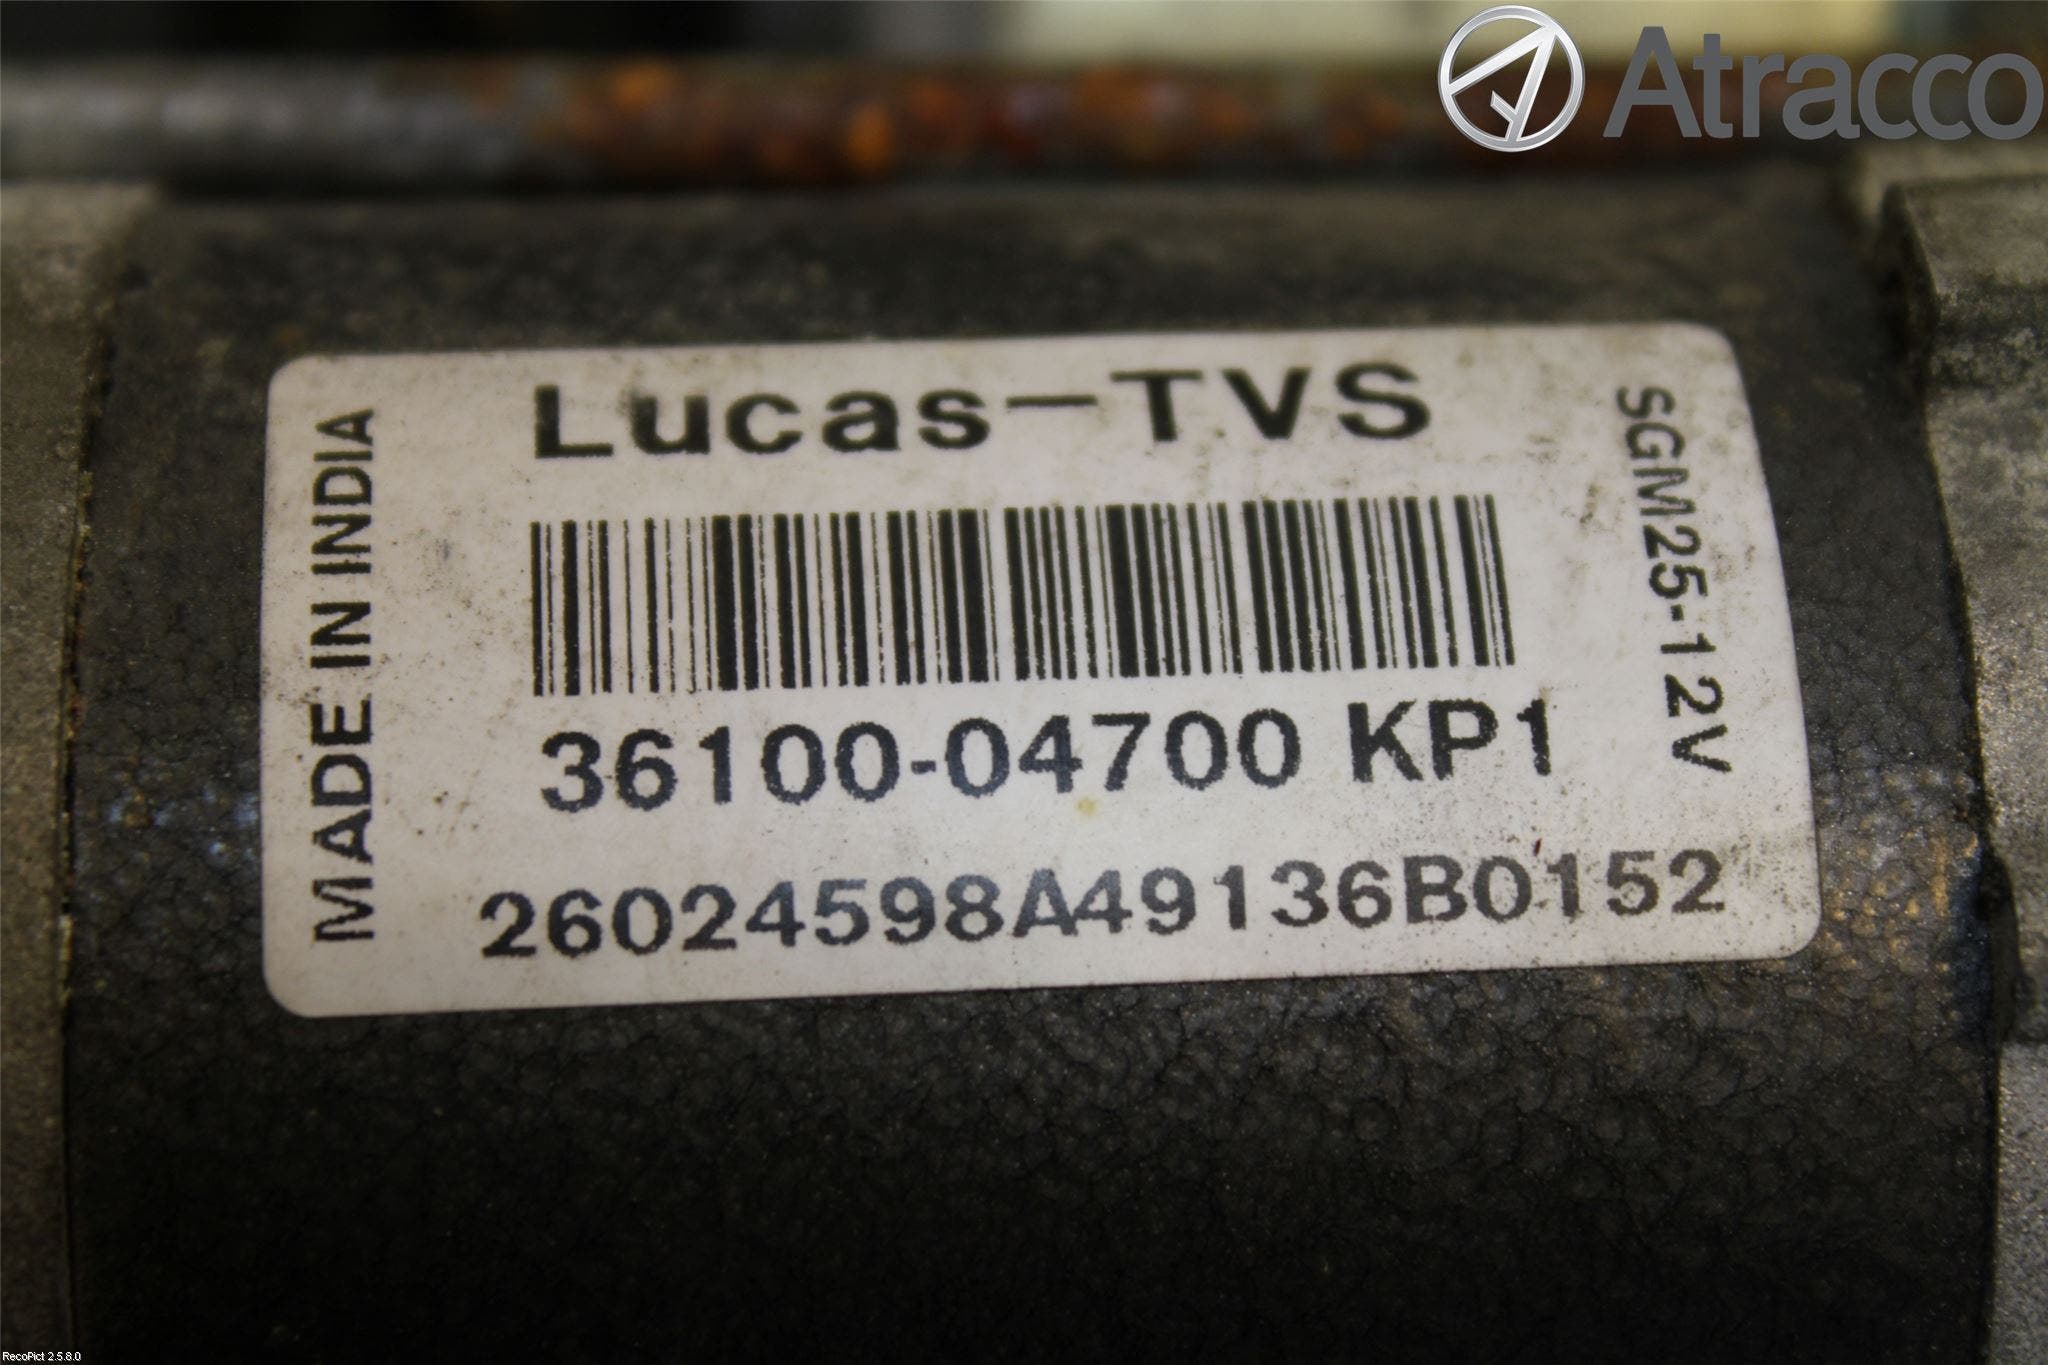 Atracco
Lucas-TVS
MADE IN INDIA
SGM25-12V
36100-04700 KP1
26024598A49136B0152
RecoPict 2.5.8.0